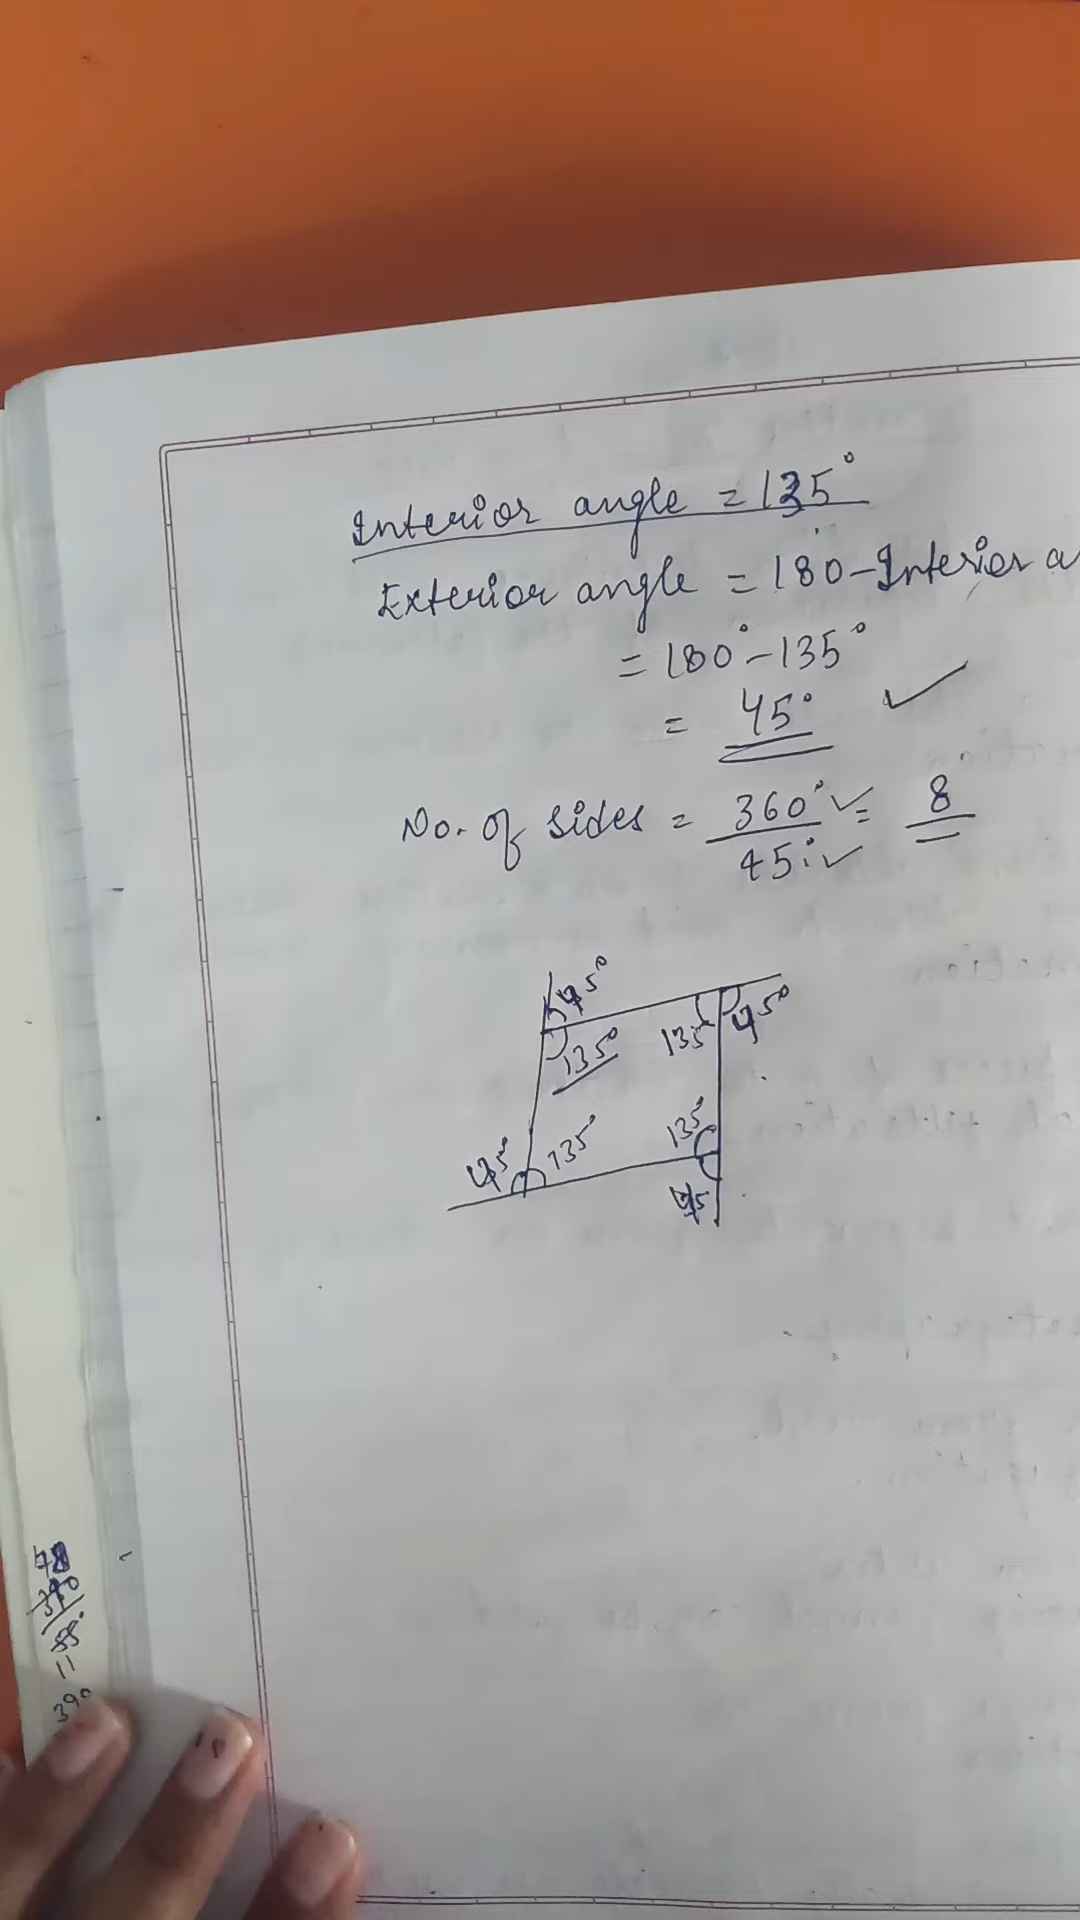 Interior angle = 135°
Exterior angle = 180 - Interior a
= 180° - 135°
= 45°
No. of sides = 360° / 45° = 8
45°
135°
135°
45°
45°
135°
135°
45
390